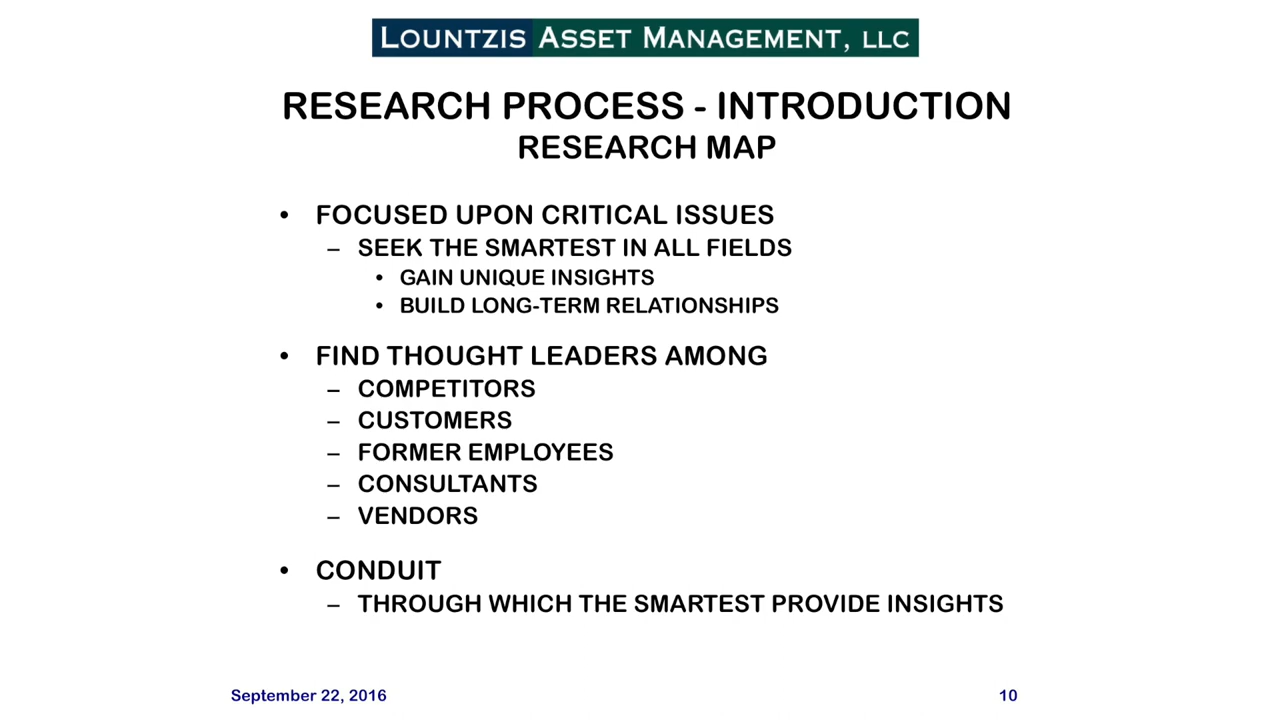 LOUNTZIS ASSET MANAGEMENT, LLC
RESEARCH PROCESS - INTRODUCTION
RESEARCH MAP
• FOCUSED UPON CRITICAL ISSUES
– SEEK THE SMARTEST IN ALL FIELDS
• GAIN UNIQUE INSIGHTS
• BUILD LONG-TERM RELATIONSHIPS
• FIND THOUGHT LEADERS AMONG
– COMPETITORS
– CUSTOMERS
– FORMER EMPLOYEES
– CONSULTANTS
– VENDORS
• CONDUIT
– THROUGH WHICH THE SMARTEST PROVIDE INSIGHTS
September 22, 2016 10